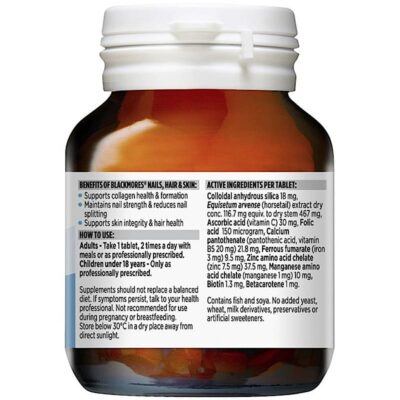 BENEFITS OF BLACKMORES® NAILS, HAIR & SKIN:
• Supports collagen health & formation
• Maintains nail strength & reduces nail
splitting
• Supports skin integrity & hair health
HOW TO USE:
Adults - Take 1 tablet, 2 times a day with
meals or as professionally prescribed.
Children under 18 years - Only as
professionally prescribed.
Supplements should not replace a balanced
diet. If symptoms persist, talk to your health
professional. Not recommended for use
during pregnancy or breastfeeding.
Store below 30°C in a dry place away from
direct sunlight.
ACTIVE INGREDIENTS PER TABLET:
Colloidal anhydrous silica 18 mg,
Equisetum arvense (horsetail) extract dry
conc. 116.7 mg equiv. to dry stem 467 mg,
Ascorbic acid (vitamin C) 30 mg, Folic
acid 150 microgram, Calcium
pantothenate (pantothenic acid, vitamin
B5 20 mg) 21.8 mg, Ferrous fumarate (iron
3 mg) 9.5 mg, Zinc amino acid chelate
(zinc 7.5 mg) 37.5 mg, Manganese amino
acid chelate (manganese 1 mg) 10 mg,
Biotin 1.3 mg, Betacarotene 1 mg.
Contains fish and soya. No added yeast,
wheat, milk derivatives, preservatives or
artificial sweeteners.